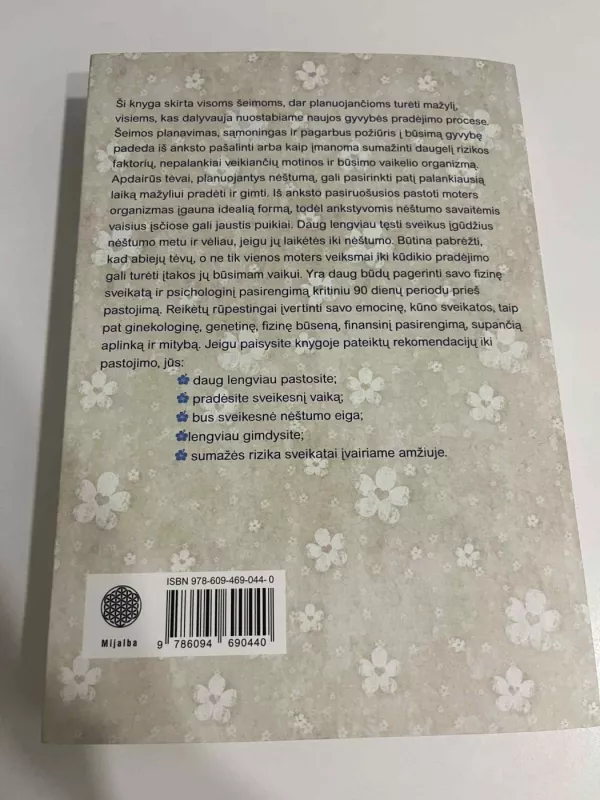 Ši knyga skirta visoms šeimoms, dar planuojančioms turėti mažylį,
visiems, kas dalyvauja nuostabiame naujos gyvybės pradėjimo procese.
Šeimos planavimas, sąmoningas ir pagarbus požiūris į būsimą gyvybę
padeda iš anksto pašalinti arba kaip įmanoma sumažinti daugelį rizikos
faktorių, nepalankiai veikiančių motinos ir būsimo vaikelio organizmą.
Apdairūs tėvai, planuojantys nėštumą, gali pasirinkti patį palankiausią
laiką mažyliui pradėti ir gimti. Iš anksto pasiruošusios pastoti moters
organizmas įgauna idealią formą, todėl ankstyvomis nėštumo savaitėmis
vaisius įsčiose gali jaustis puikiai. Daug lengviau tęsti sveikus įgūdžius
nėštumo metu ir vėliau, jeigu jų laikėtės iki nėštumo. Būtina pabrėžti,
kad abiejų tėvų, o ne tik vienos moters veiksmai iki kūdikio pradėjimo
gali turėti įtakos jų būsimam vaikui. Yra daug būdų pagerinti savo fizinę
sveikatą ir psichologinį pasirengimą kritiniu 90 dienų periodu prieš
pastojimą. Reikėtų rūpestingai įvertinti savo emocinę, kūno sveikatos, taip
pat ginekologinę, genetinę, fizinę būseną, finansinį pasirengimą, supančią
aplinką ir mitybą. Jeigu paisysite knygoje pateiktų rekomendacijų iki
pastojimo, jūs:
daug lengviau pastosite;
pradėsite sveikesnį vaiką;
bus sveikesnė nėštumo eiga;
lengviau gimdysite;
sumažės rizika sveikatai įvairiame amžiuje.
ISBN 978-609-469-044-0
Mijalba
9 786094 690440